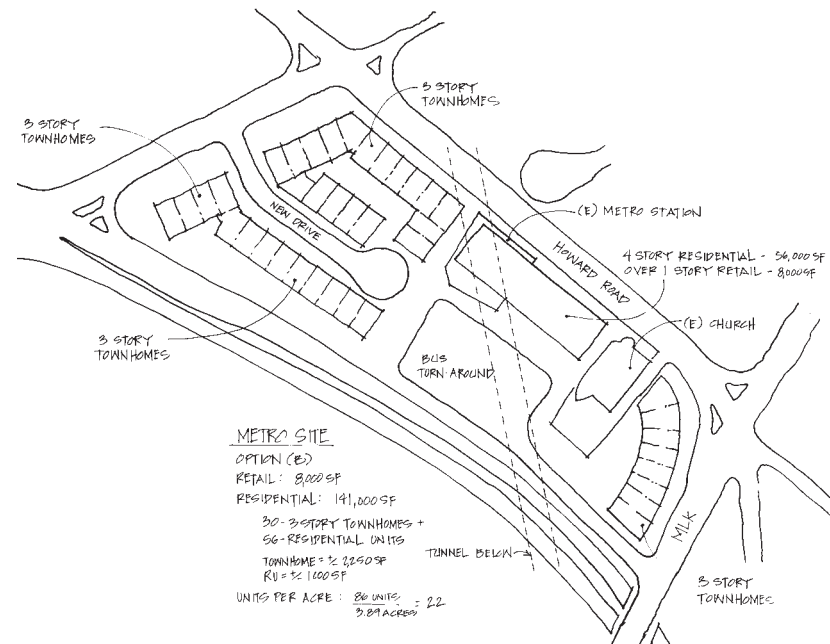 3 STORY
TOWNHOMES
3 STORY
TOWNHOMES
NEW DRIVE
(E) METRO STATION
HOWARD ROAD
4 STORY RESIDENTIAL - 56,000 SF
OVER 1 STORY RETAIL - 8,000 SF
(E) CHURCH
3 STORY
TOWNHOMES
BUS
TURN-AROUND
METRO SITE
OPTION (B)
RETAIL: 8,000 SF
RESIDENTIAL: 141,000 SF
30 - 3 STORY TOWNHOMES +
56 - RESIDENTIAL UNITS
TOWNHOME = ± 2,250 SF
RU = ± 1000 SF
UNITS PER ACRE: 86 UNITS / 3.89 ACRES = 22
TUNNEL BELOW
MLK
3 STORY
TOWNHOMES